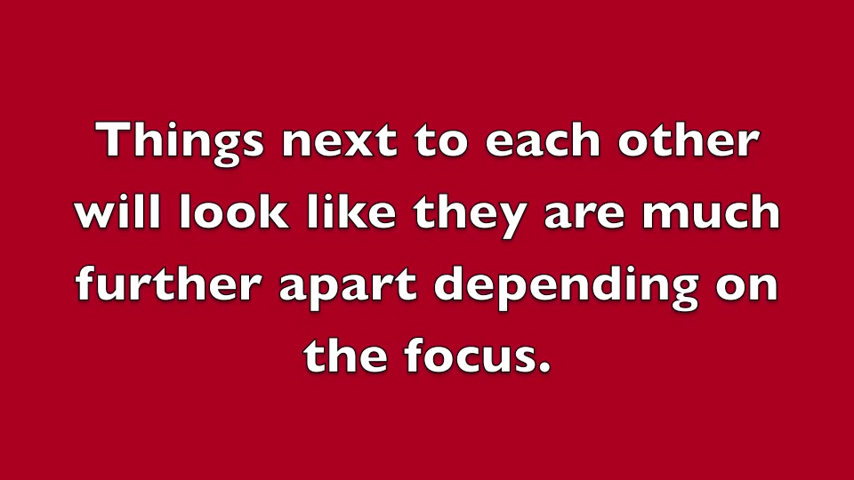 Things next to each other
will look like they are much
further apart depending on
the focus.